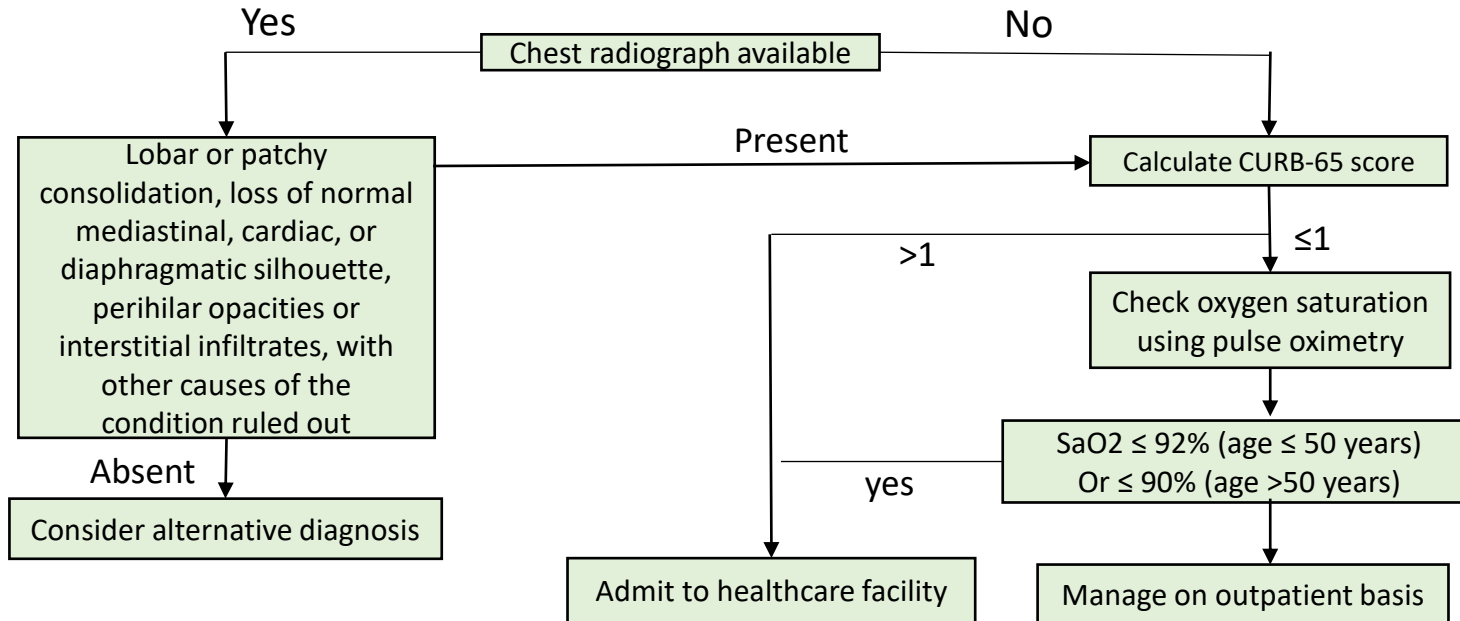 Yes
No
Chest radiograph available
Lobar or patchy
consolidation, loss of normal
mediastinal, cardiac, or
diaphragmatic silhouette,
perihilar opacities or
interstitial infiltrates, with
other causes of the
condition ruled out
Present
Calculate CURB-65 score
>1
≤1
Check oxygen saturation
using pulse oximetry
SaO2 ≤ 92% (age ≤ 50 years)
Or ≤ 90% (age >50 years)
yes
Absent
Consider alternative diagnosis
Admit to healthcare facility
Manage on outpatient basis